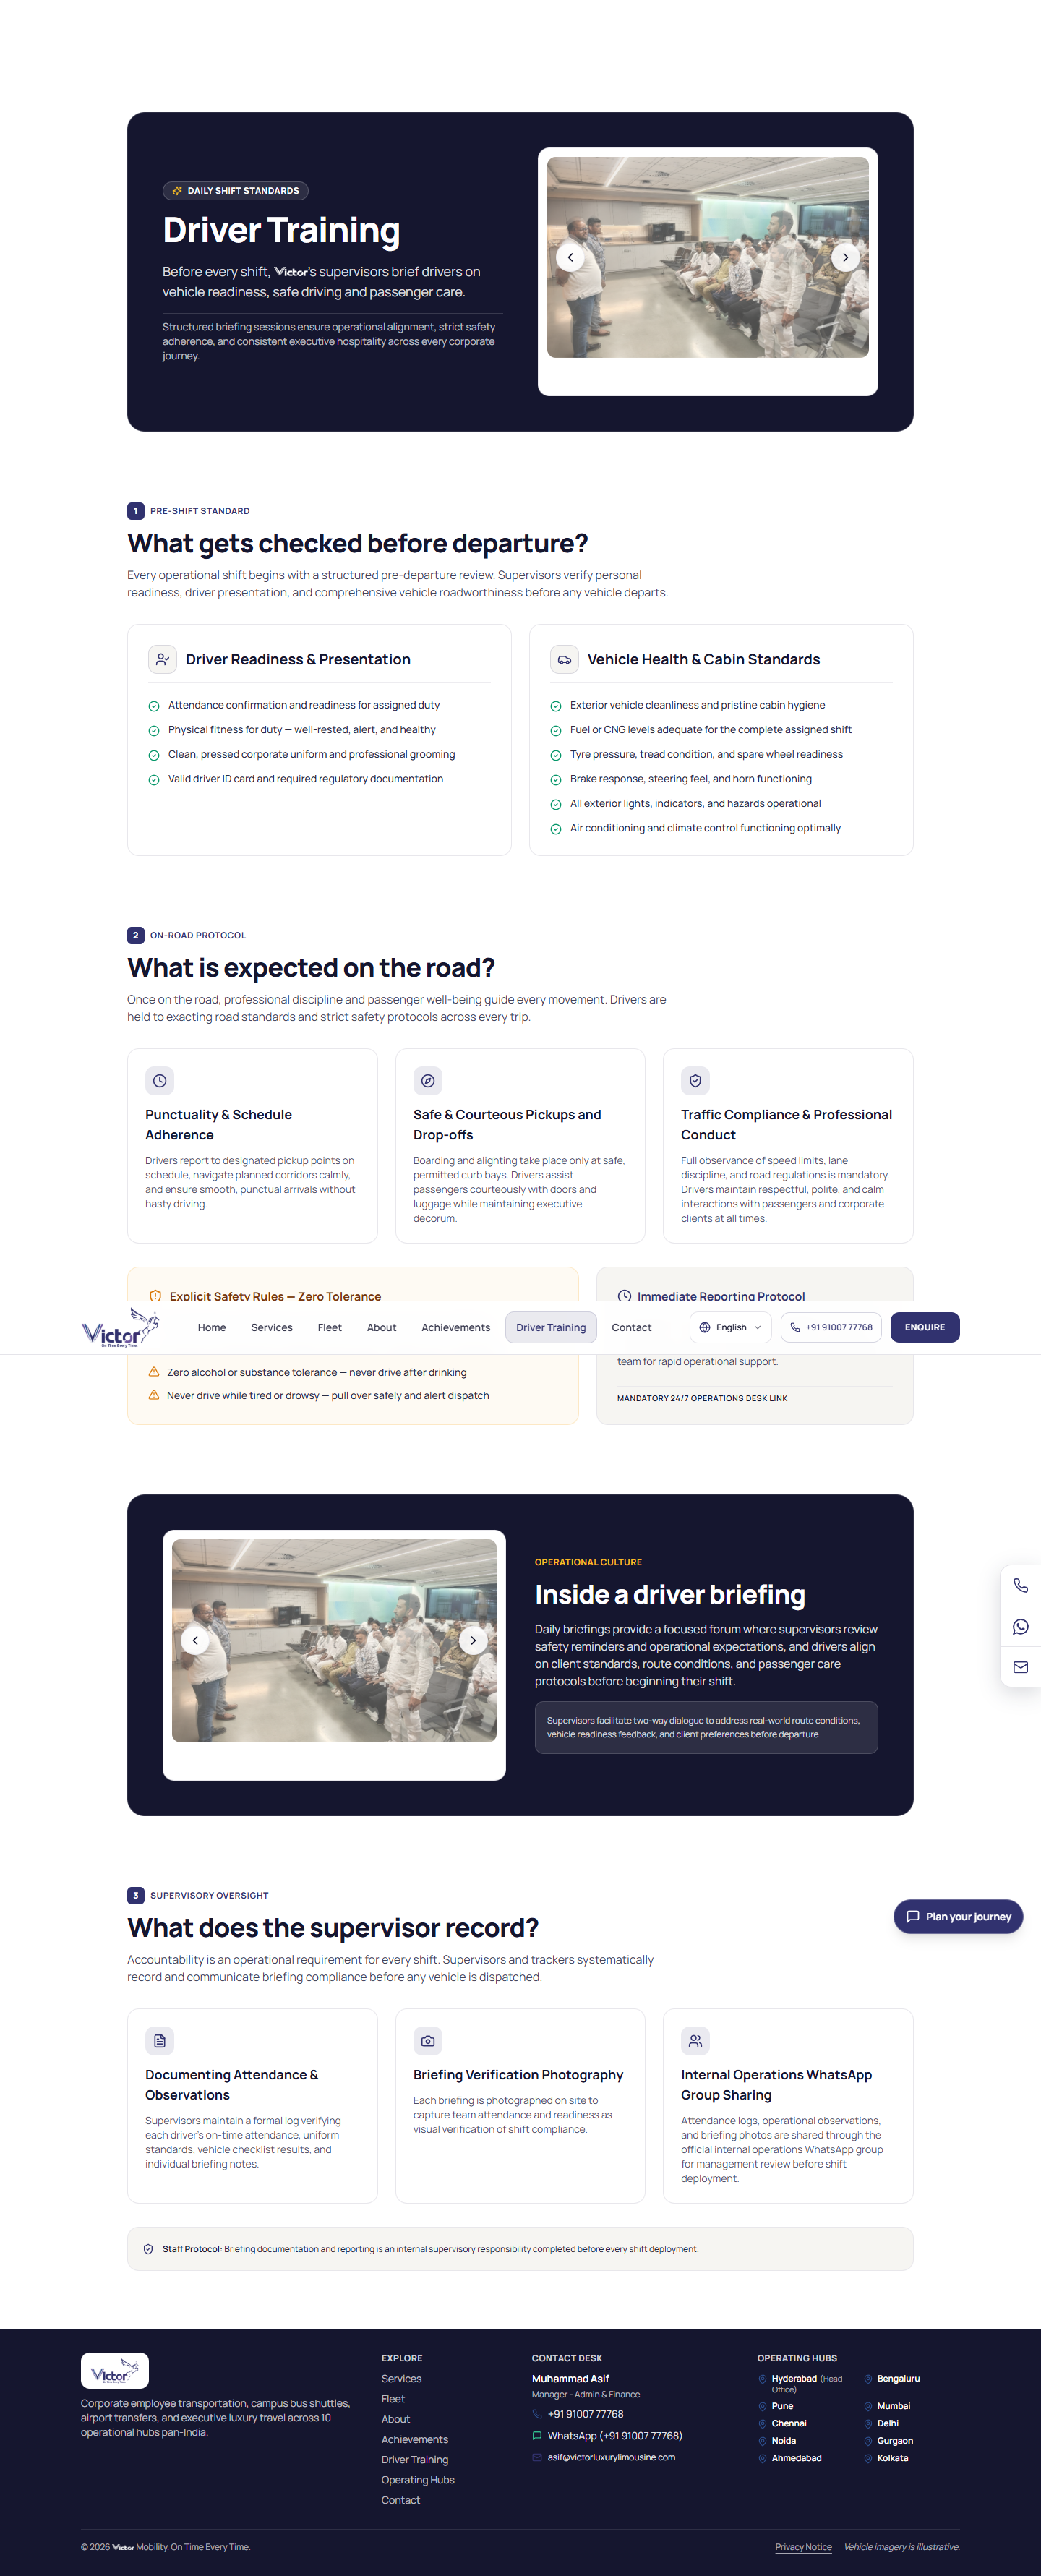 DAILY SHIFT STANDARDS
Driver Training
Before every shift, Victor's supervisors brief drivers on
vehicle readiness, safe driving and passenger care.
Structured briefing sessions ensure operational alignment, strict safety
adherence, and consistent executive hospitality across every corporate
journey.
1 PRE-SHIFT STANDARD
What gets checked before departure?
Every operational shift begins with a structured pre-departure review. Supervisors verify personal
readiness, driver presentation, and comprehensive vehicle roadworthiness before any vehicle departs.
Driver Readiness & Presentation
Attendance confirmation and readiness for assigned duty
Physical fitness for duty — well-rested, alert, and healthy
Clean, pressed corporate uniform and professional grooming
Valid driver ID card and required regulatory documentation
Vehicle Health & Cabin Standards
Exterior vehicle cleanliness and pristine cabin hygiene
Fuel or CNG levels adequate for the complete assigned shift
Tyre pressure, tread condition, and spare wheel readiness
Brake response, steering feel, and horn functioning
All exterior lights, indicators, and hazards operational
Air conditioning and climate control functioning optimally
2 ON-ROAD PROTOCOL
What is expected on the road?
Once on the road, professional discipline and passenger well-being guide every movement. Drivers are
held to exacting road standards and strict safety protocols across every trip.
Punctuality & Schedule
Adherence
Drivers report to designated pickup points on
schedule, navigate planned corridors calmly,
and ensure smooth, punctual arrivals without
hasty driving.
Safe & Courteous Pickups and
Drop-offs
Boarding and alighting take place only at safe,
permitted curb bays. Drivers assist
passengers courteously with doors and
luggage while maintaining executive
decorum.
Traffic Compliance & Professional
Conduct
Full observance of speed limits, lane
discipline, and road regulations is mandatory.
Drivers maintain respectful, polite, and calm
interactions with passengers and corporate
clients at all times.
Explicit Safety Rules — Zero Tolerance
Immediate Reporting Protocol
Victor
On Time Every Time
Home
Services
Fleet
About
Achievements
Driver Training
Contact
English
+91 91007 77768
ENQUIRE
Zero alcohol or substance tolerance — never drive after drinking
Never drive while tired or drowsy — pull over safely and alert dispatch
team for rapid operational support.
MANDATORY 24/7 OPERATIONS DESK LINK
OPERATIONAL CULTURE
Inside a driver briefing
Daily briefings provide a focused forum where supervisors review
safety reminders and operational expectations, and drivers align
on client standards, route conditions, and passenger care
protocols before beginning their shift.
Supervisors facilitate two-way dialogue to address real-world route conditions,
vehicle readiness feedback, and client preferences before departure.
3 SUPERVISORY OVERSIGHT
What does the supervisor record?
Accountability is an operational requirement for every shift. Supervisors and trackers systematically
record and communicate briefing compliance before any vehicle is dispatched.
Plan your journey
Documenting Attendance &
Observations
Supervisors maintain a formal log verifying
each driver's on-time attendance, uniform
standards, vehicle checklist results, and
individual briefing notes.
Briefing Verification Photography
Each briefing is photographed on site to
capture team attendance and readiness as
visual verification of shift compliance.
Internal Operations WhatsApp
Group Sharing
Attendance logs, operational observations,
and briefing photos are shared through the
official internal operations WhatsApp group
for management review before shift
deployment.
Staff Protocol: Briefing documentation and reporting is an internal supervisory responsibility completed before every shift deployment.
Victor
Corporate employee transportation, campus bus shuttles,
airport transfers, and executive luxury travel across 10
operational hubs pan-India.
EXPLORE
Services
Fleet
About
Achievements
Driver Training
Operating Hubs
Contact
CONTACT DESK
Muhammad Asif
Manager - Admin & Finance
+91 91007 77768
WhatsApp (+91 91007 77768)
asif@victorluxurylimousine.com
OPERATING HUBS
Hyderabad (Head
Office)
Bengaluru
Pune
Mumbai
Chennai
Delhi
Noida
Gurgaon
Ahmedabad
Kolkata
© 2026 Victor Mobility. On Time Every Time.
Privacy Notice
Vehicle imagery is illustrative.